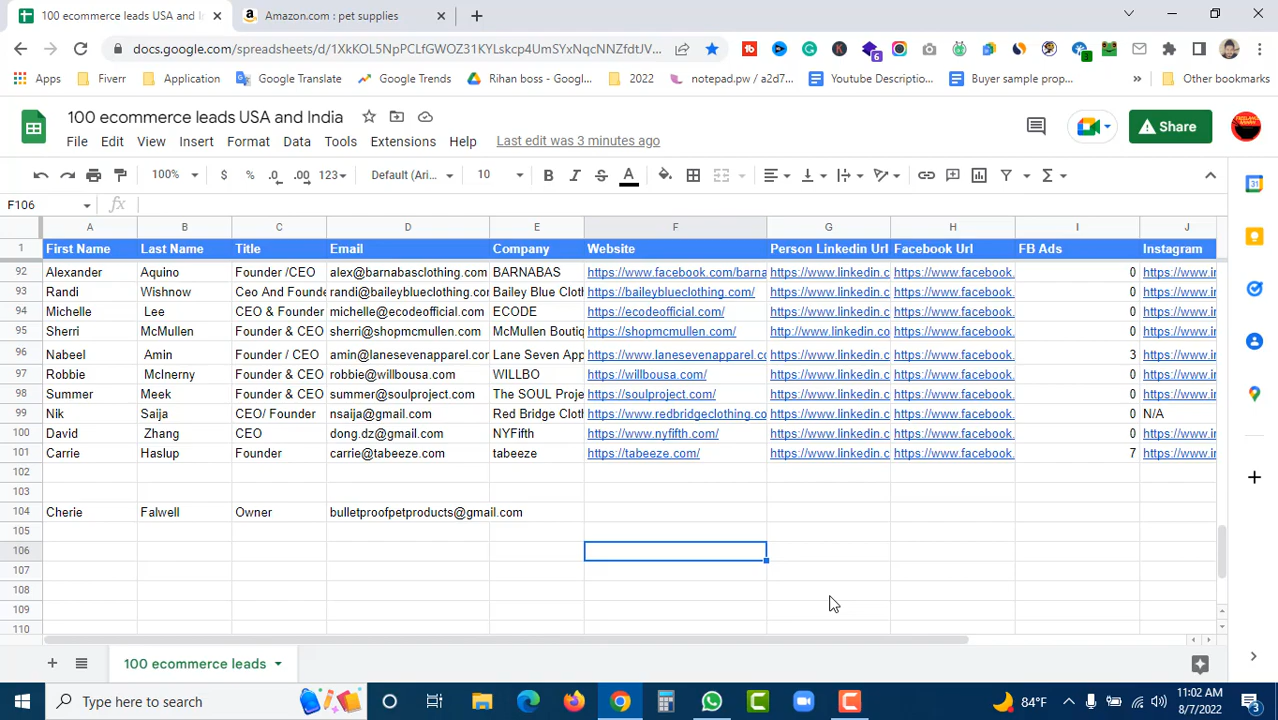 100 ecommerce leads USA and I
Amazon.com : pet supplies
docs.google.com/spreadsheets/d/1XkKOL5NpPCLfGWOZ31KYLskcp4UmSYxNqcNNZfdtJV...
Apps Fiverr Application Google Translate Google Trends Rihan boss - Googl... 2022 notepad.pw / a2d7... Youtube Descriptio... Buyer sample prop... » Other bookmarks
100 ecommerce leads USA and India
File Edit View Insert Format Data Tools Extensions Help Last edit was 3 minutes ago
Share
100% $ % .0 .00 123 Default (Ari... 10 B I S A
F106 fx
A B C D E F G H I J
1 First Name Last Name Title Email Company Website Person Linkedin Url Facebook Url FB Ads Instagram
92 Alexander Aquino Founder /CEO alex@barnabasclothing.com BARNABAS https://www.facebook.com/barna https://www.linkedin.c https://www.facebook. 0 https://www.in
93 Randi Wishnow Ceo And Founde randi@baileyblueclothing.co Bailey Blue Clot https://baileyblueclothing.com/ https://www.linkedin.c https://www.facebook. 0 https://www.in
94 Michelle Lee CEO & Founder michelle@ecodeofficial.com ECODE https://ecodeofficial.com/ https://www.linkedin.c https://www.facebook. 0 https://www.in
95 Sherri McMullen Founder & CEO sherri@shopmcmullen.com McMullen Boutiq https://shopmcmullen.com/ http://www.linkedin.co https://www.facebook. 0 https://www.in
96 Nabeel Amin Founder / CEO amin@lanesevenapparel.cor Lane Seven App https://www.lanesevenapparel.co https://www.linkedin.c https://www.facebook. 3 https://www.in
97 Robbie McInerny Founder & CEO robbie@willbousa.com WILLBO https://willbousa.com/ https://www.linkedin.c https://www.facebook. 0 https://www.in
98 Summer Meek Founder & CEO summer@soulproject.com The SOUL Proje https://soulproject.com/ https://www.linkedin.c https://www.facebook. 0 https://www.in
99 Nik Saija CEO/ Founder nsaija@gmail.com Red Bridge Clot https://www.redbridgeclothing.co https://www.linkedin.c https://www.facebook. 0 N/A
100 David Zhang CEO dong.dz@gmail.com NYFifth https://www.nyfifth.com/ https://www.linkedin.c https://www.facebook. 0 https://www.in
101 Carrie Haslup Founder carrie@tabeeze.com tabeeze https://tabeeze.com/ https://www.linkedin.c https://www.facebook. 7 https://www.in
102
103
104 Cherie Falwell Owner bulletproofpetproducts@gmail.com
105
106
107
108
109
110
100 ecommerce leads
Type here to search
84°F
11:02 AM
8/7/2022
3